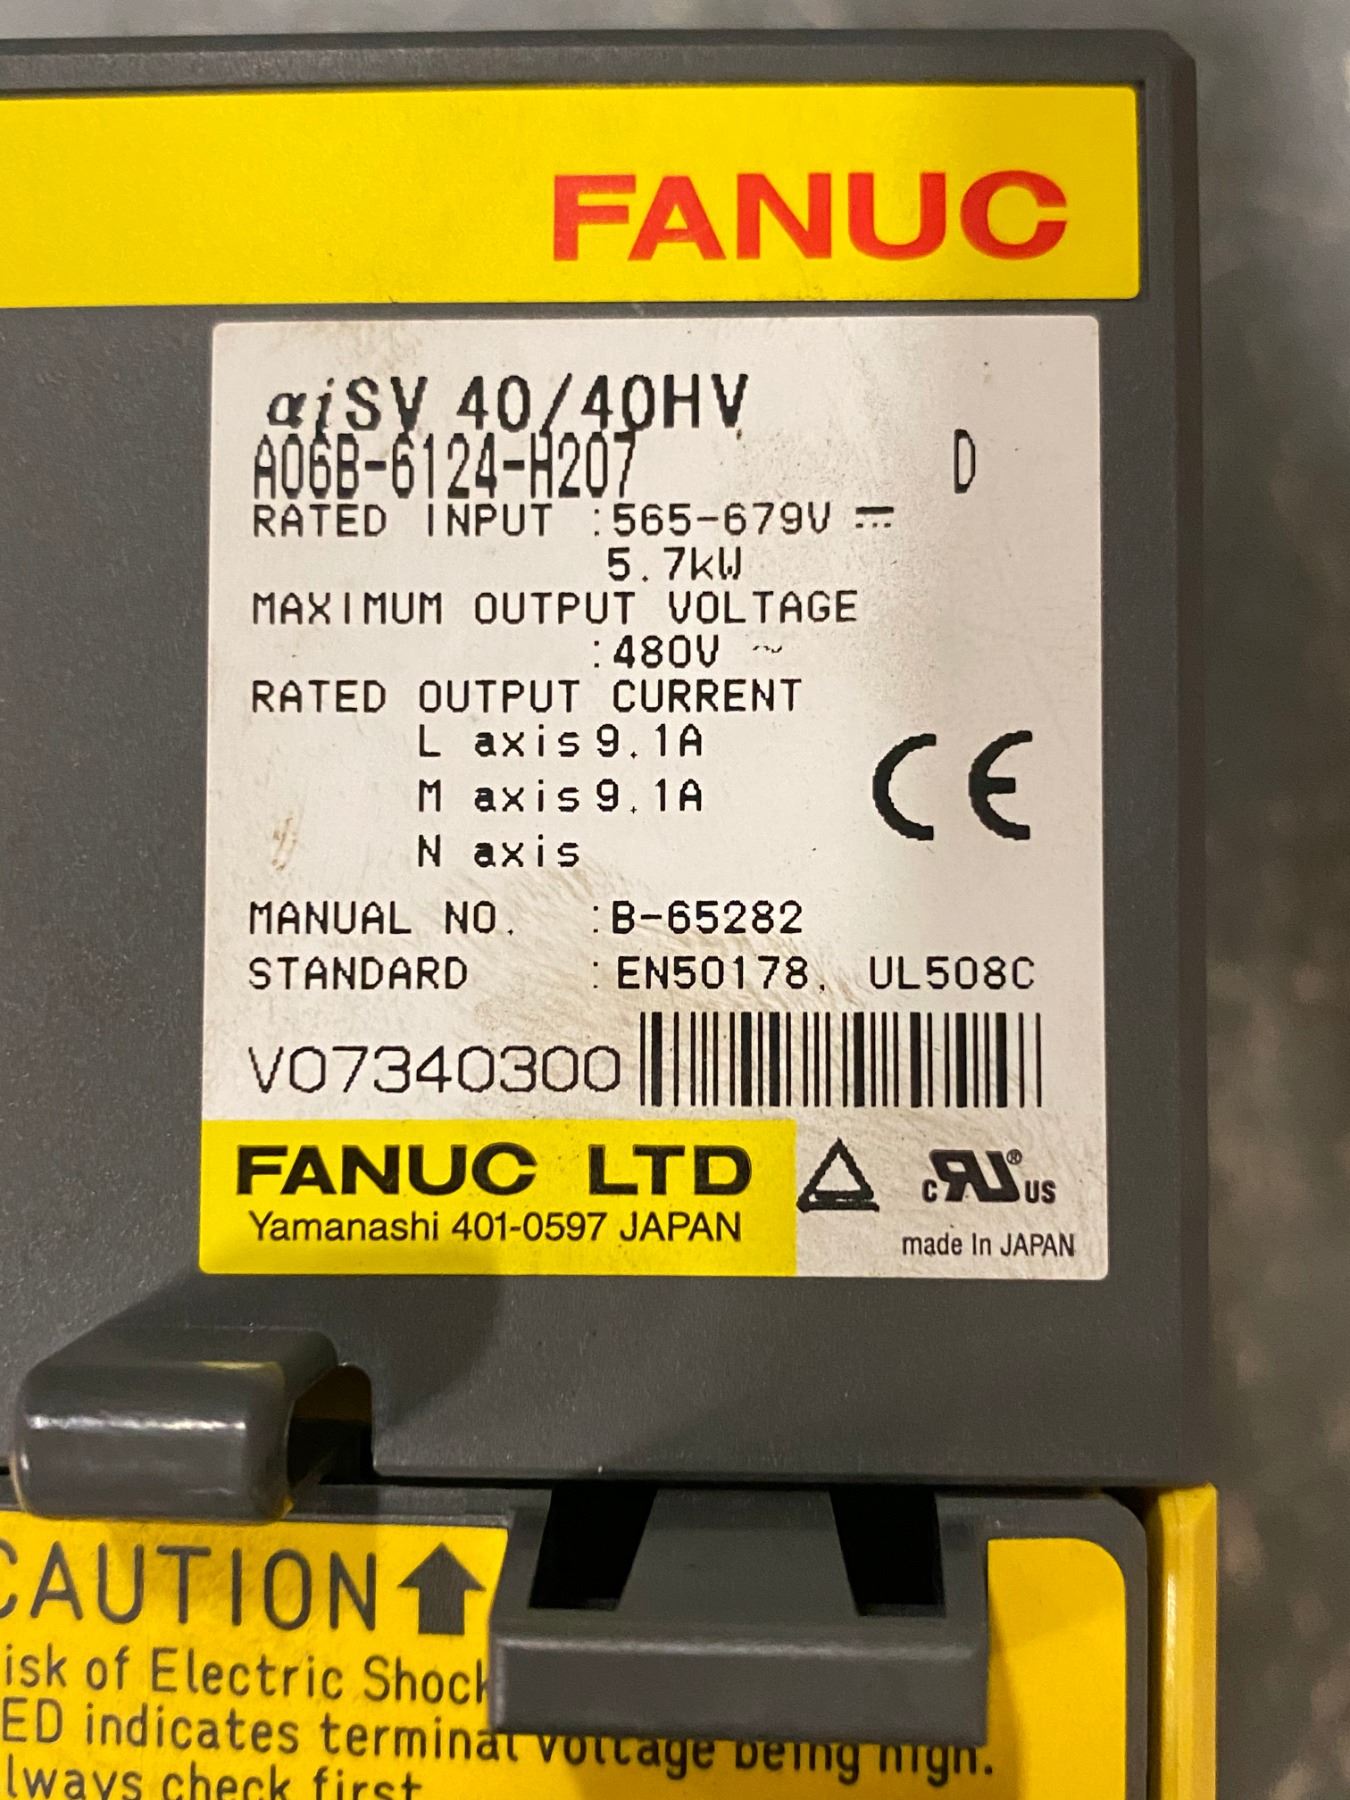 FANUC
αiSV 40/40HV
A06B-6124-H207 D
RATED INPUT :565-679V ⎓
5.7kW
MAXIMUM OUTPUT VOLTAGE
:480V ~
RATED OUTPUT CURRENT
L axis 9.1A
M axis 9.1A
N axis
CE
MANUAL NO. :B-65282
STANDARD :EN50178, UL508C
V07340300
FANUC LTD
Yamanashi 401-0597 JAPAN
c RU ® US
made In JAPAN
CAUTION
isk of Electric Shock
ED indicates terminal voltage being high.
lways check first